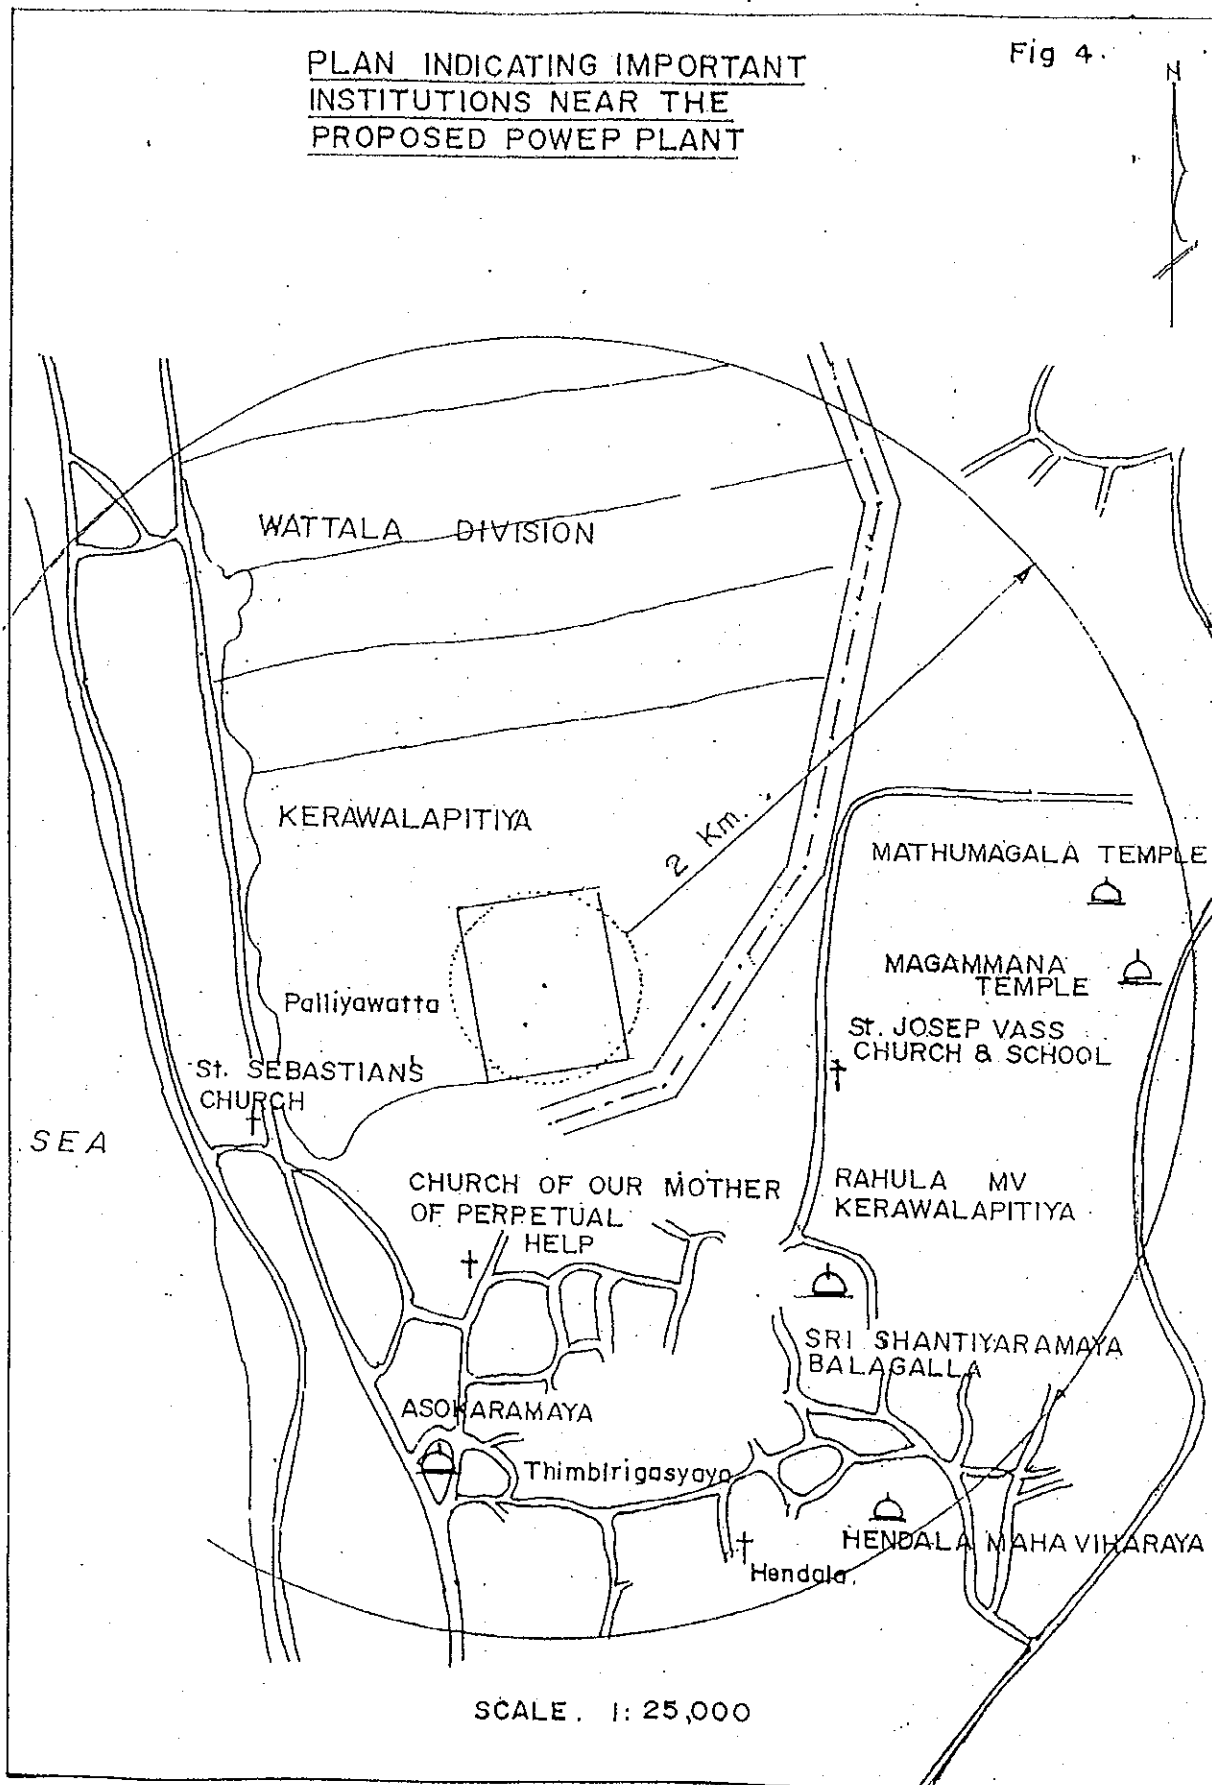 PLAN INDICATING IMPORTANT
INSTITUTIONS NEAR THE
PROPOSED POWEP PLANT
Fig 4.
N
WATTALA DIVISION
KERAWALAPITIYA
2 Km.
MATHUMAGALA TEMPLE
MAGAMMANA
TEMPLE
Palliyawatta
St. JOSEP VASS
CHURCH & SCHOOL
St. SEBASTIANS
CHURCH
SEA
CHURCH OF OUR MOTHER
OF PERPETUAL
HELP
RAHULA MV
KERAWALAPITIYA
SRI SHANTIYARAMAYA
BALAGALLA
ASOKARAMAYA
Thimbirigasyaya
HENDALA MAHA VIHARAYA
Hendala.
SCALE. 1: 25,000